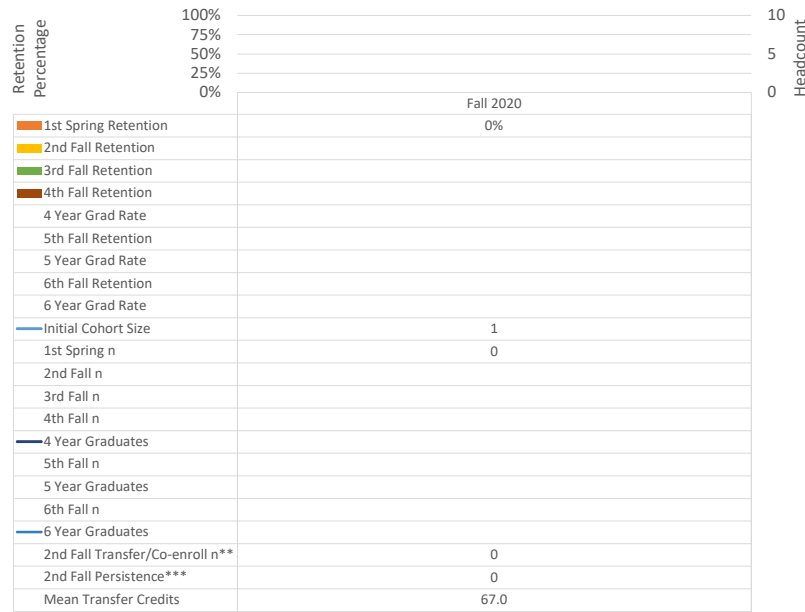 Retention
Percentage
100%
75%
50%
25%
0%
10
5
0
Headcount
Fall 2020
1st Spring Retention 0%
2nd Fall Retention
3rd Fall Retention
4th Fall Retention
4 Year Grad Rate
5th Fall Retention
5 Year Grad Rate
6th Fall Retention
6 Year Grad Rate
Initial Cohort Size 1
1st Spring n 0
2nd Fall n
3rd Fall n
4th Fall n
4 Year Graduates
5th Fall n
5 Year Graduates
6th Fall n
6 Year Graduates
2nd Fall Transfer/Co-enroll n** 0
2nd Fall Persistence*** 0
Mean Transfer Credits 67.0